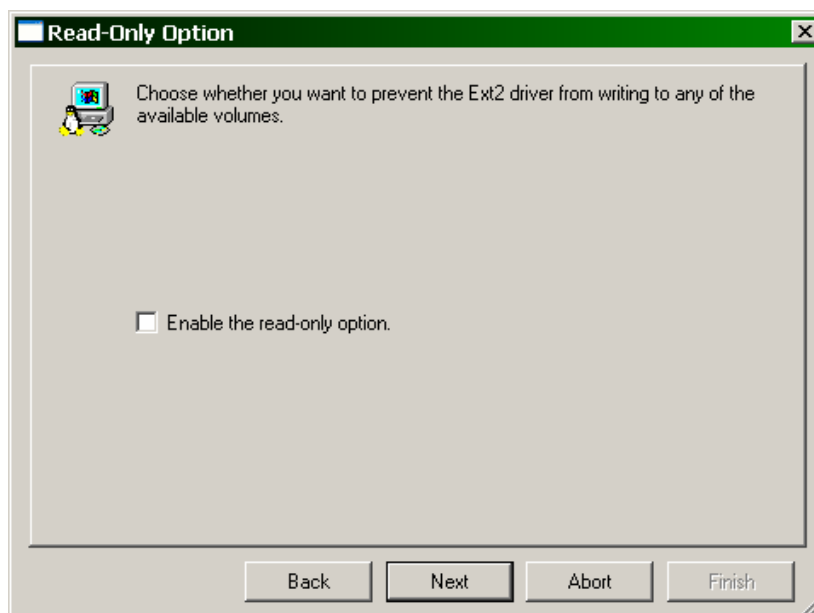 Read-Only Option
Choose whether you want to prevent the Ext2 driver from writing to any of the
available volumes.
Enable the read-only option.
Back Next Abort Finish